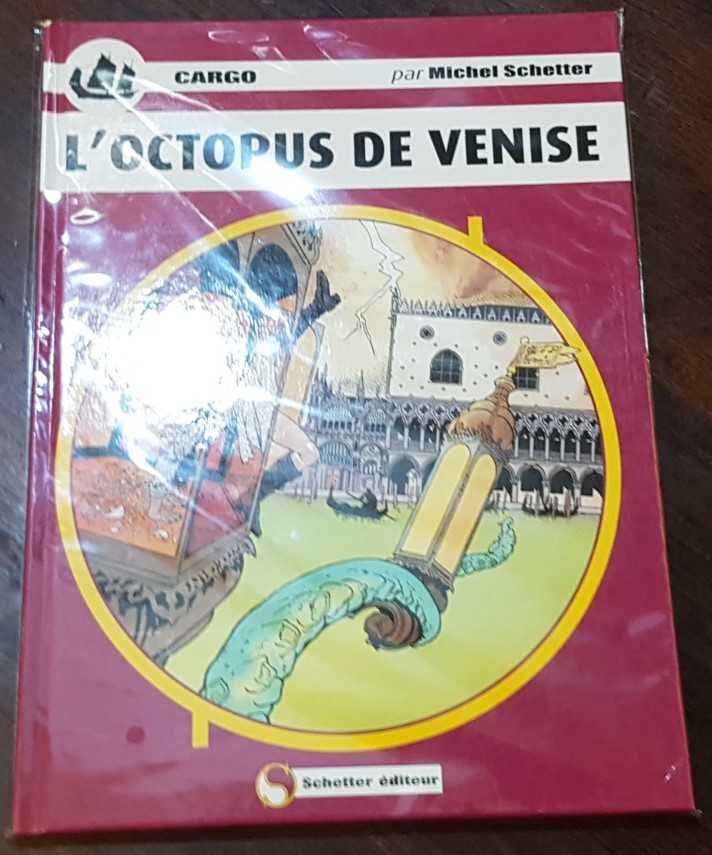 CARGO par Michel Schetter
L'OCTOPUS DE VENISE
Schetter éditeur